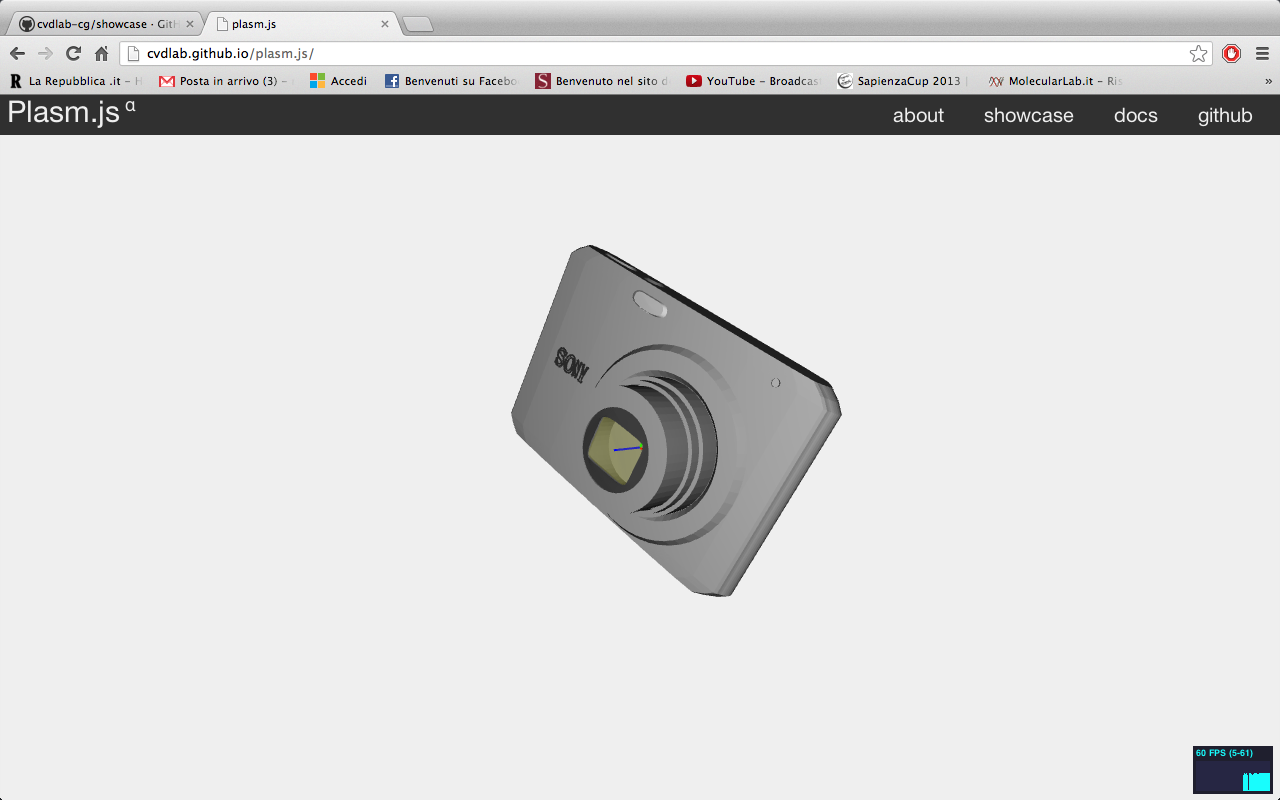 cvdlab-cg/showcase · GitH
plasm.js
cvdlab.github.io/plasm.js/
La Repubblica .it – H
Posta in arrivo (3) –
Accedi
Benvenuti su Facebo
Benvenuto nel sito d
YouTube – Broadcas
SapienzaCup 2013 |
MolecularLab.it – Ris
»
Plasm.js α
about
showcase
docs
github
SONY
60 FPS (5-61)